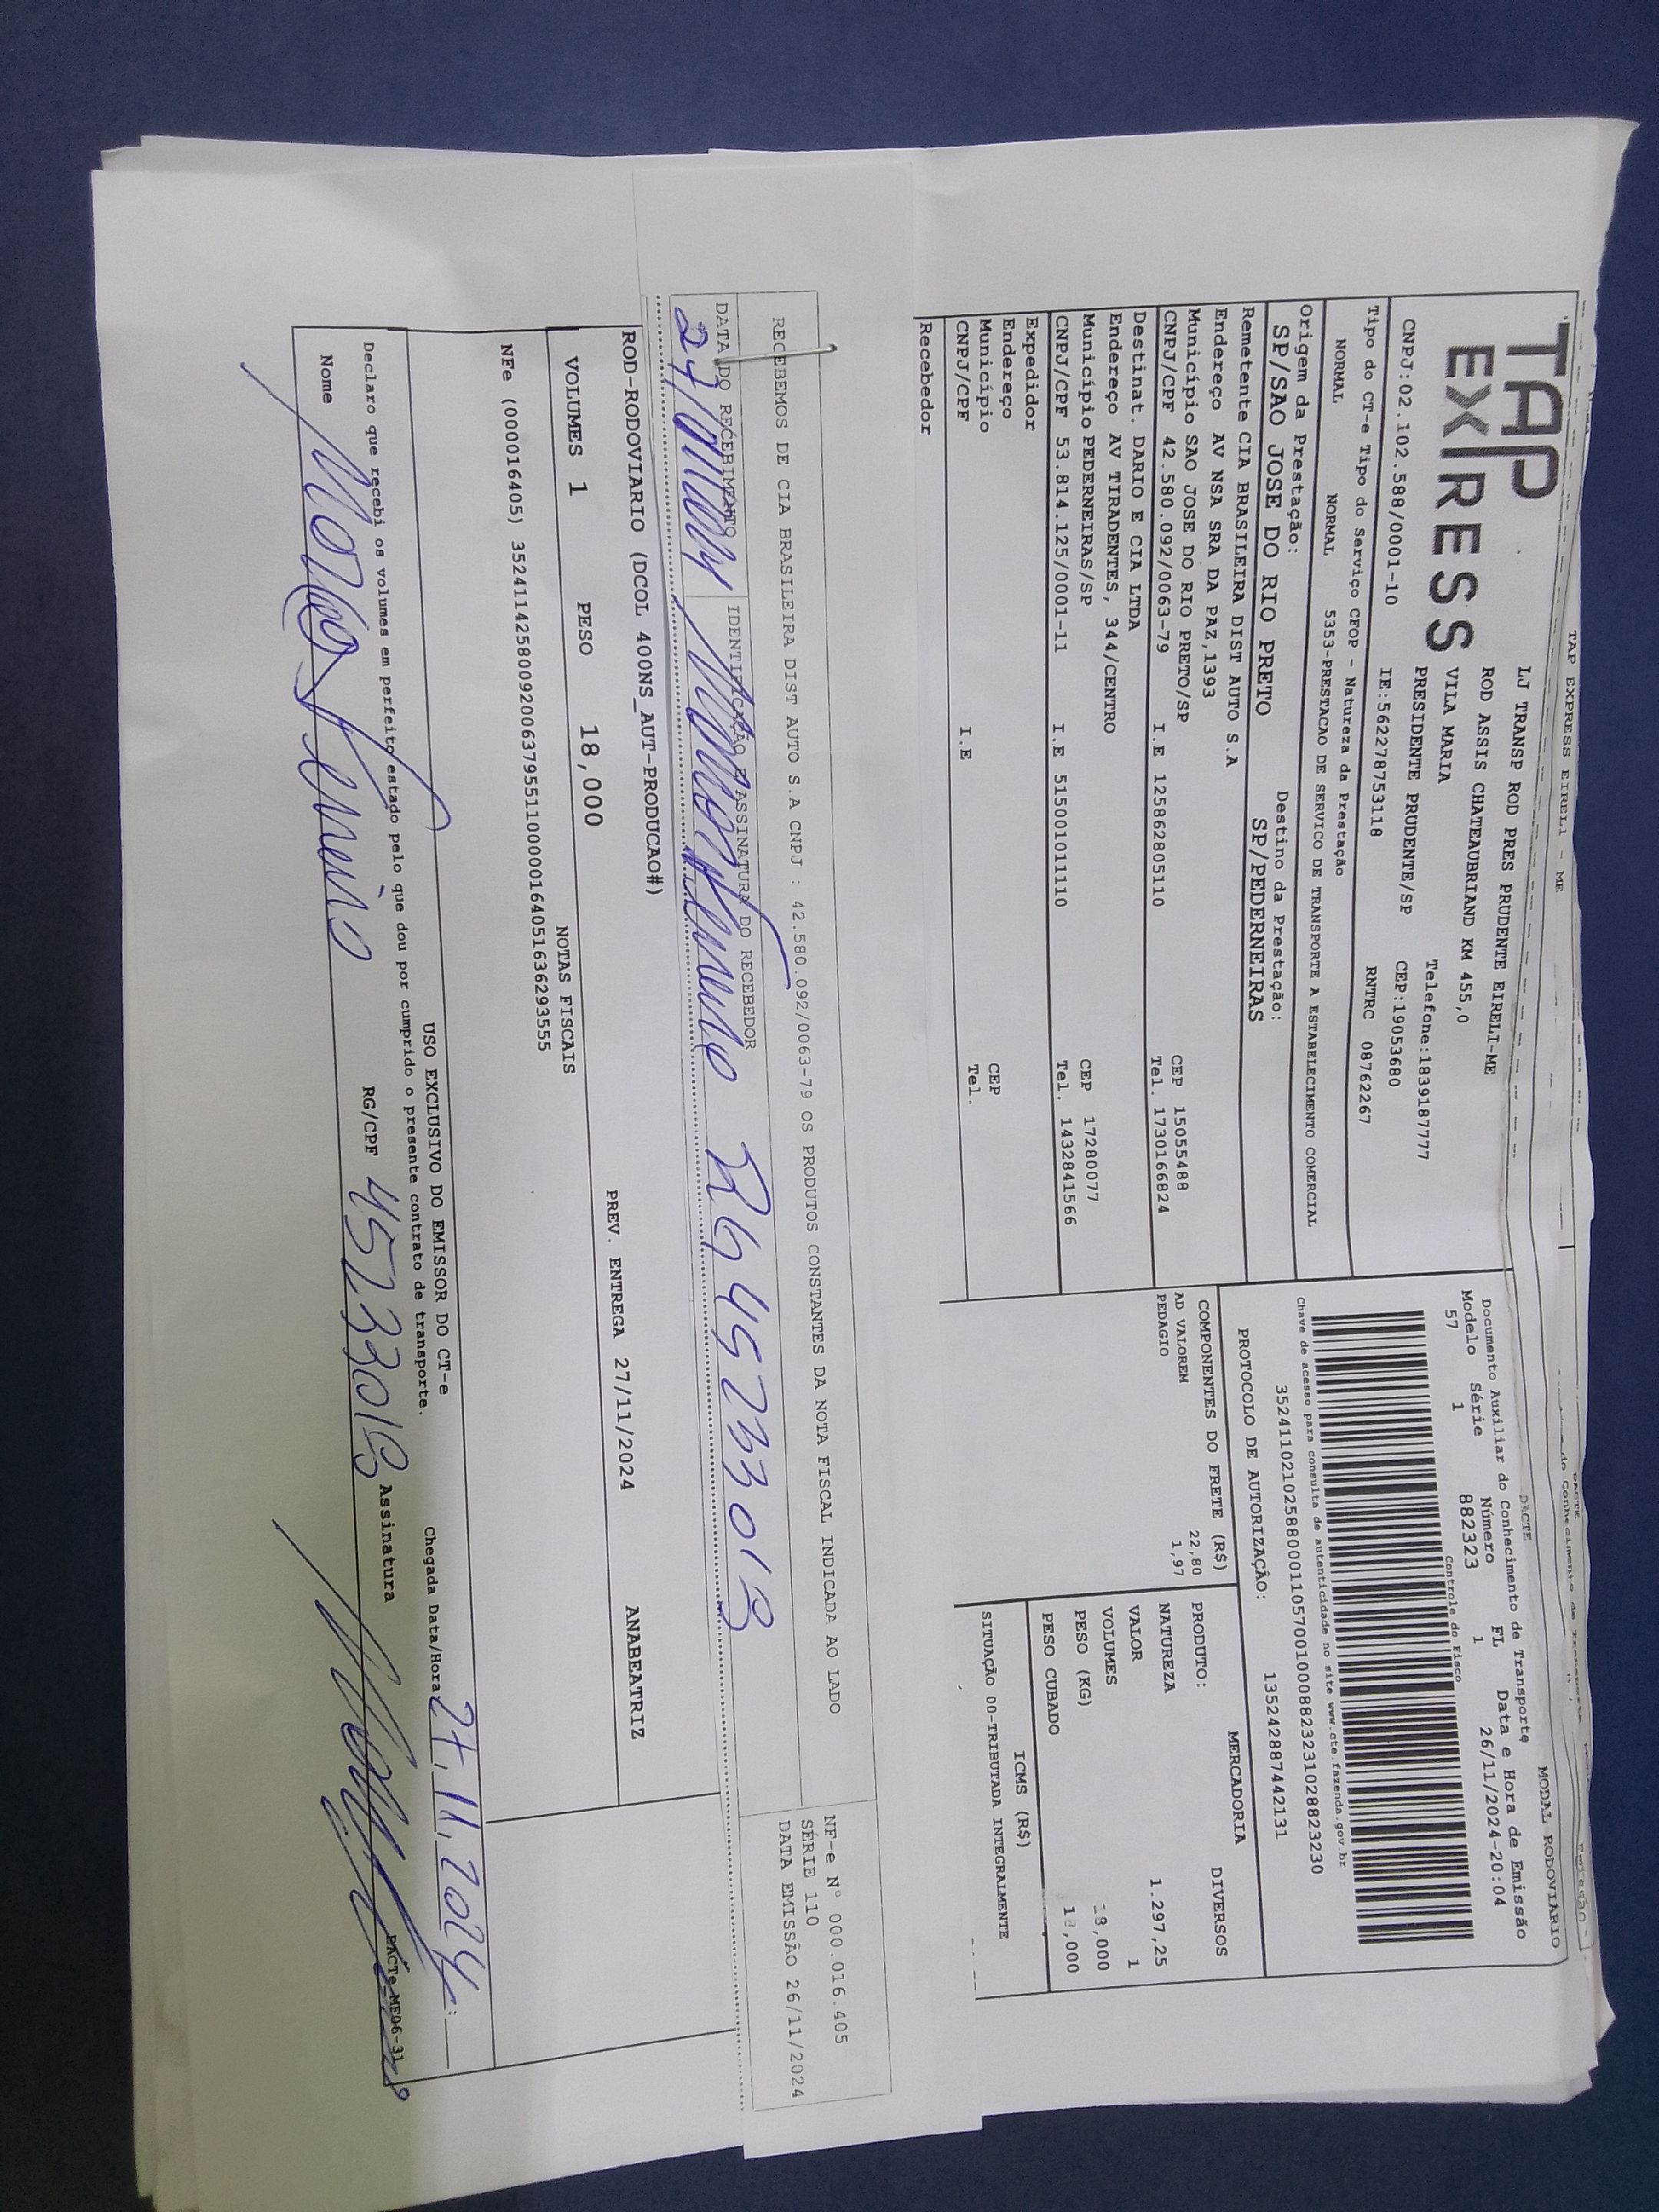 TAP EXPRESS EIRELI - ME
MODAL RODOVIARIO
TAP
EXPRESS
LJ TRANSP ROD PRES PRUDENTE EIRELI-ME
ROD ASSIS CHATEAUBRIAND KM 455,0
VILA MARIA
Telefone:1839187777
PRESIDENTE PRUDENTE/SP
CEP:19053680
CNPJ:02.102.588/0001-10
IE:562278753118
RNTRC 08762267
DACTE
Documento Auxiliar do Conhecimento de Transporte
Modelo Série Número FL Data e Hora de Emissão
57 1 882323 1 26/11/2024-20:04
Controle do Fisco
Tipo do CT-e Tipo do Serviço CFOP - Natureza da Prestação
NORMAL NORMAL 5353-PRESTACAO DE SERVICO DE TRANSPORTE A ESTABELECIMENTO COMERCIAL
Chave de acesso para consulta de autenticidade no site www.cte.fazenda.gov.br
35241102102588000110570010008823231028823230
PROTOCOLO DE AUTORIZAÇÃO: 135242887442131
Origem da Prestação: Destino da Prestação:
SP/SAO JOSE DO RIO PRETO SP/PEDERNEIRAS
Remetente CIA BRASILEIRA DIST AUTO S.A
Endereço AV NSA SRA DA PAZ,1393
Município SAO JOSE DO RIO PRETO/SP CEP 15055488
CNPJ/CPF 42.580.092/0063-79 I.E 125862805110 Tel. 1730166824
Destinat. DARIO E CIA LTDA
Endereço AV TIRADENTES, 344/CENTRO
Município PEDERNEIRAS/SP CEP 17280077
CNPJ/CPF 53.814.125/0001-11 I.E 515001011110 Tel. 1432841566
Expedidor
Endereço
Município CEP
CNPJ/CPF I.E Tel.
Recebedor
COMPONENTES DO FRETE (R$)
AD VALOREM 22,80
PEDAGIO 1,97
MERCADORIA
PRODUTO: DIVERSOS
NATUREZA
VALOR 1.297,25
VOLUMES 1
PESO (KG) 18,000
PESO CUBADO 18,000
ICMS (R$)
SITUAÇÃO 00-TRIBUTADA INTEGRALMENTE
RECEBEMOS DE CIA BRASILEIRA DIST AUTO S.A CNPJ : 42.580.092/0063-79 OS PRODUTOS CONSTANTES DA NOTA FISCAL INDICADA AO LADO
NF-e N° 000.016.405
SÉRIE 110
DATA EMISSÃO 26/11/2024
DATA DO RECEBIMENTO IDENTIFICAÇÃO E ASSINATURA DO RECEBEDOR
RG 457233013
ROD-RODOVIARIO (DCOL 400NS_AUT-PRODUCAO#)
VOLUMES 1 PESO 18,000 PREV. ENTREGA 27/11/2024 ANABEATRIZ
NOTAS FISCAIS
NFe (000016405) 35241142580092006379551100000164051636293555
USO EXCLUSIVO DO EMISSOR DO CT-e
Declaro que recebi os volumes em perfeito estado pelo que dou por cumprido o presente contrato de transporte.
Chegada Data/Hora 27.11.2024 :
Nome RG/CPF 457233013 Assinatura
DACTe_ME06-31